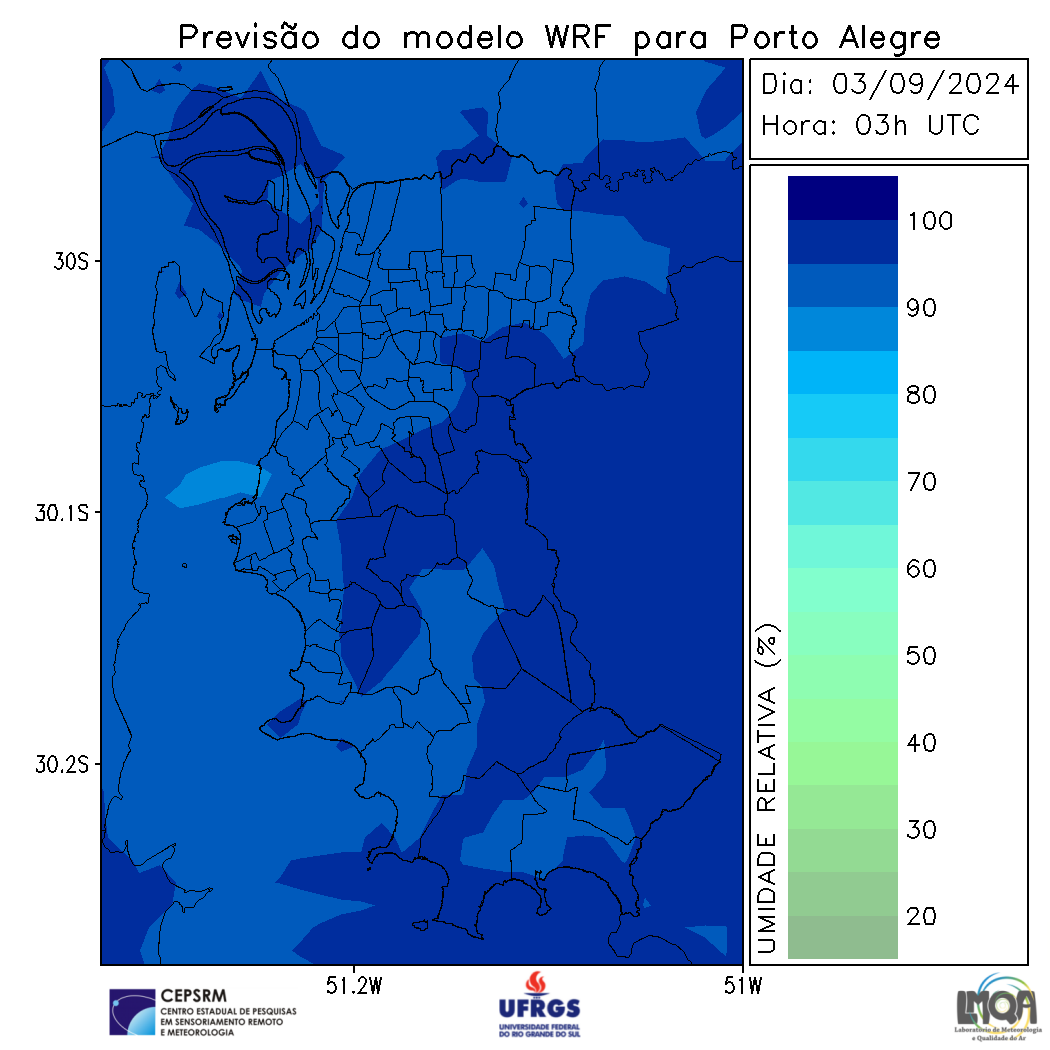 Previsão do modelo WRF para Porto Alegre
Dia: 03/09/2024
Hora: 03h UTC
100
90
80
70
60
50
40
30
20
UMIDADE RELATIVA (%)
30S
30.1S
30.2S
51.2W
51W
CEPSRM
CENTRO ESTADUAL DE PESQUISAS
EM SENSORIAMENTO REMOTO
E METEOROLOGIA
UFRGS
UNIVERSIDADE FEDERAL
DO RIO GRANDE DO SUL
LMQA
Laboratório de Meteorologia
e Qualidade do Ar